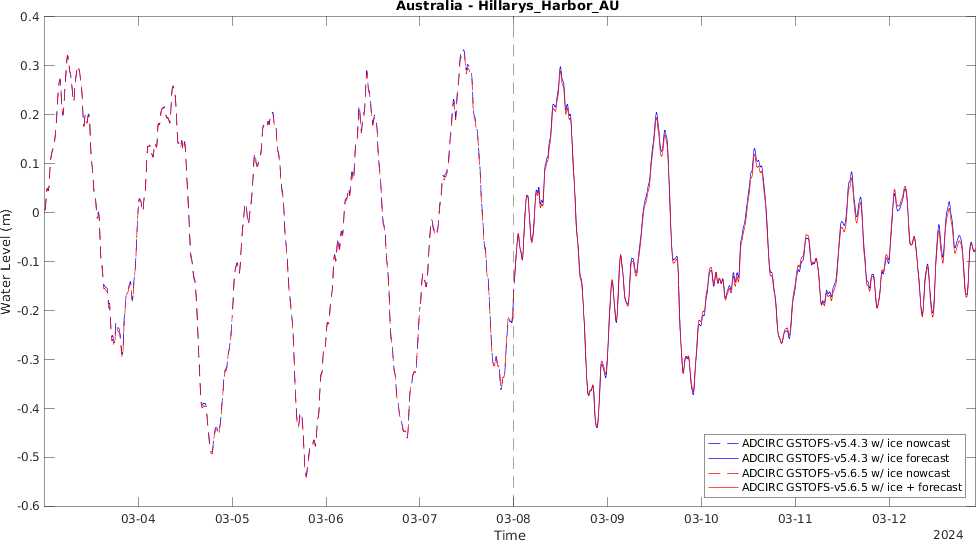 Australia - Hillarys_Harbor_AU
Water Level (m)
0.4
0.3
0.2
0.1
0
-0.1
-0.2
-0.3
-0.4
-0.5
-0.6
ADCIRC GSTOFS-v5.4.3 w/ ice nowcast
ADCIRC GSTOFS-v5.4.3 w/ ice forecast
ADCIRC GSTOFS-v5.6.5 w/ ice nowcast
ADCIRC GSTOFS-v5.6.5 w/ ice + forecast
03-04 03-05 03-06 03-07 03-08 03-09 03-10 03-11 03-12
Time
2024